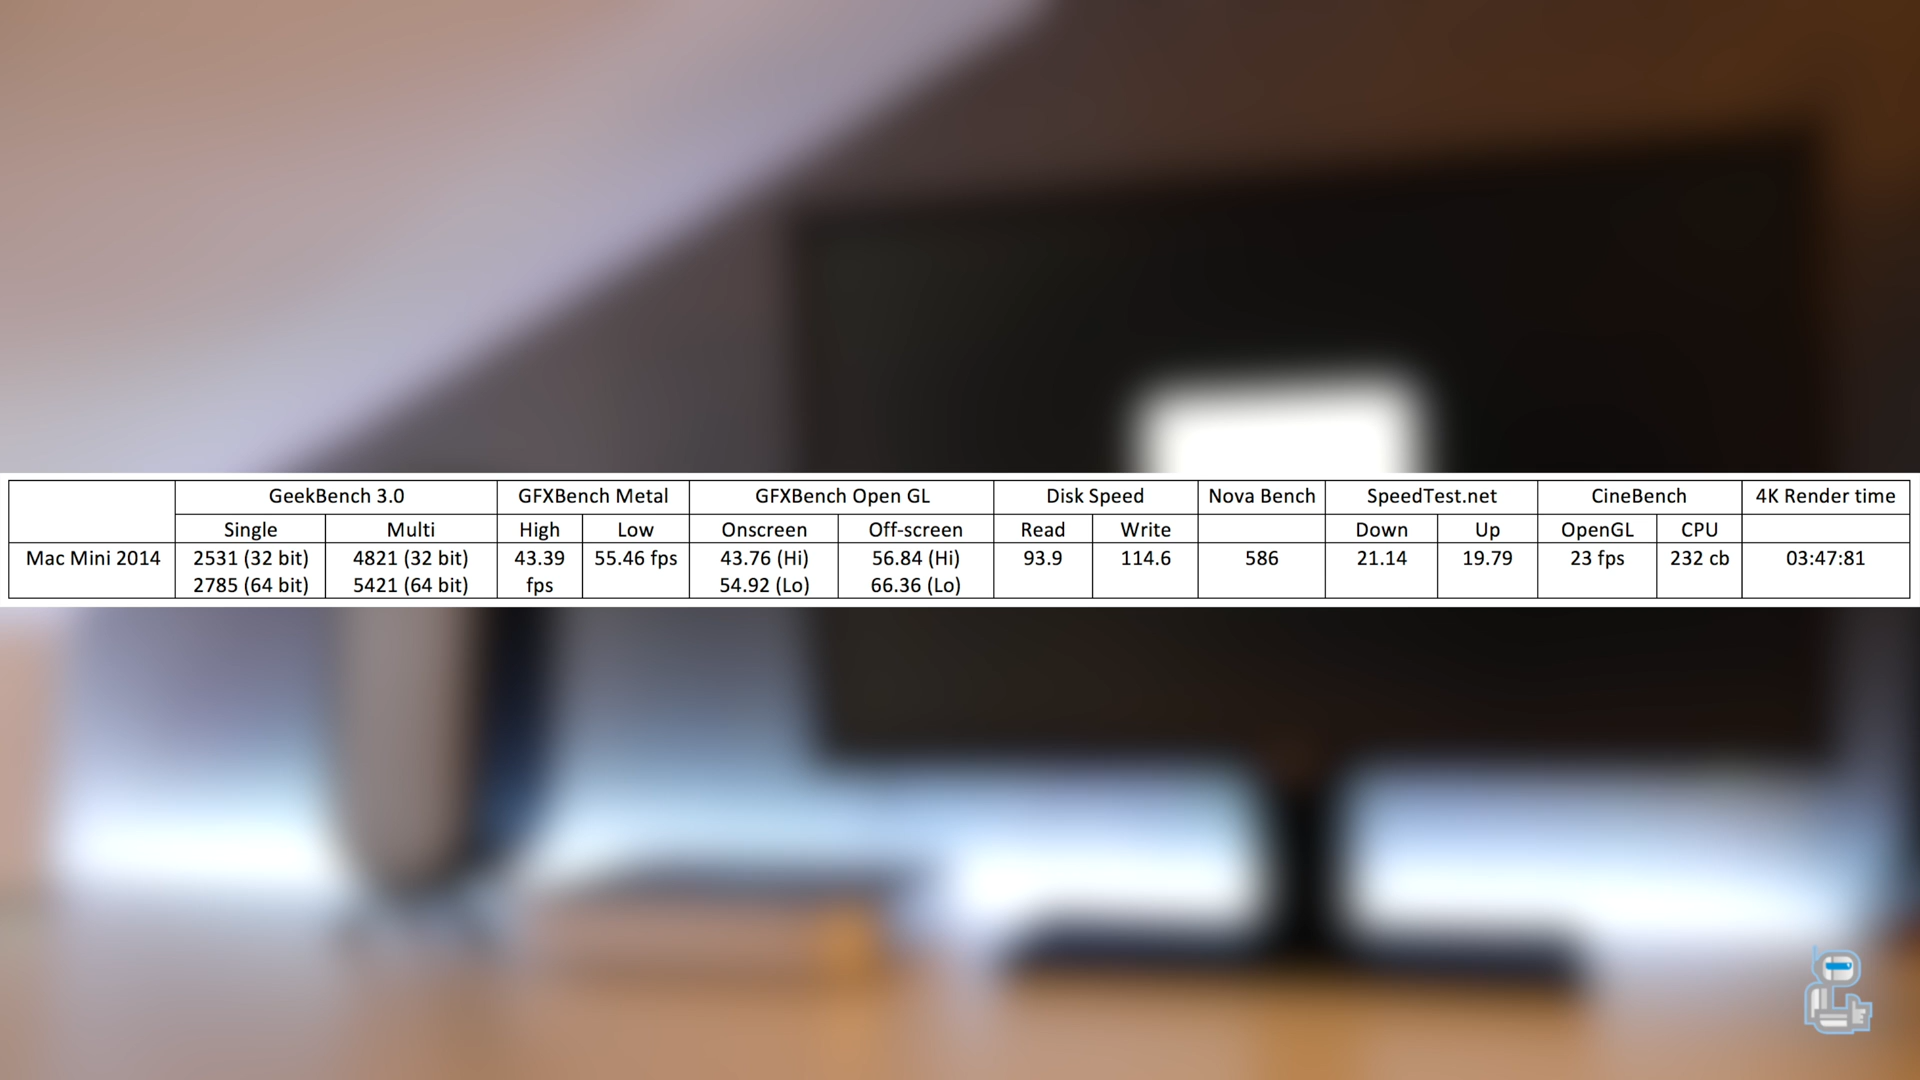 GeekBench 3.0 GFXBench Metal GFXBench Open GL Disk Speed Nova Bench SpeedTest.net CineBench 4K Render time
Single Multi High Low Onscreen Off-screen Read Write Down Up OpenGL CPU
Mac Mini 2014 2531 (32 bit) 4821 (32 bit) 43.39 55.46 fps 43.76 (Hi) 56.84 (Hi) 93.9 114.6 586 21.14 19.79 23 fps 232 cb 03:47:81
2785 (64 bit) 5421 (64 bit) fps 54.92 (Lo) 66.36 (Lo)